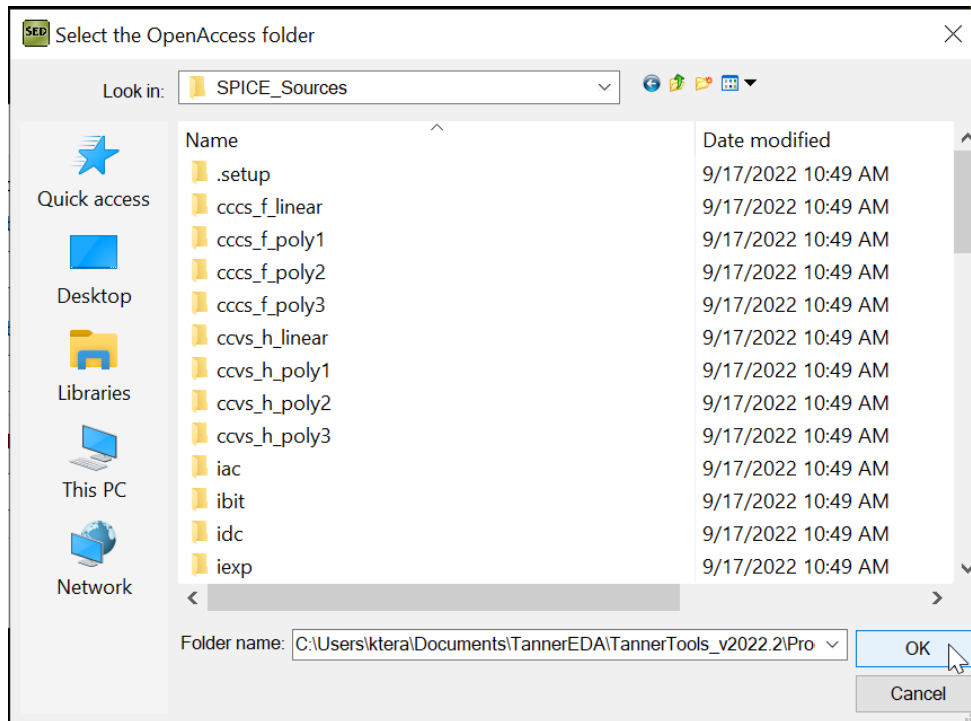 SED Select the OpenAccess folder
Look in: SPICE_Sources
Name Date modified
.setup 9/17/2022 10:49 AM
cccs_f_linear 9/17/2022 10:49 AM
cccs_f_poly1 9/17/2022 10:49 AM
cccs_f_poly2 9/17/2022 10:49 AM
cccs_f_poly3 9/17/2022 10:49 AM
ccvs_h_linear 9/17/2022 10:49 AM
ccvs_h_poly1 9/17/2022 10:49 AM
ccvs_h_poly2 9/17/2022 10:49 AM
ccvs_h_poly3 9/17/2022 10:49 AM
iac 9/17/2022 10:49 AM
ibit 9/17/2022 10:49 AM
idc 9/17/2022 10:49 AM
iexp 9/17/2022 10:49 AM
Quick access
Desktop
Libraries
This PC
Network
Folder name: C:\Users\ktera\Documents\TannerEDA\TannerTools_v2022.2\Pro OK
Cancel